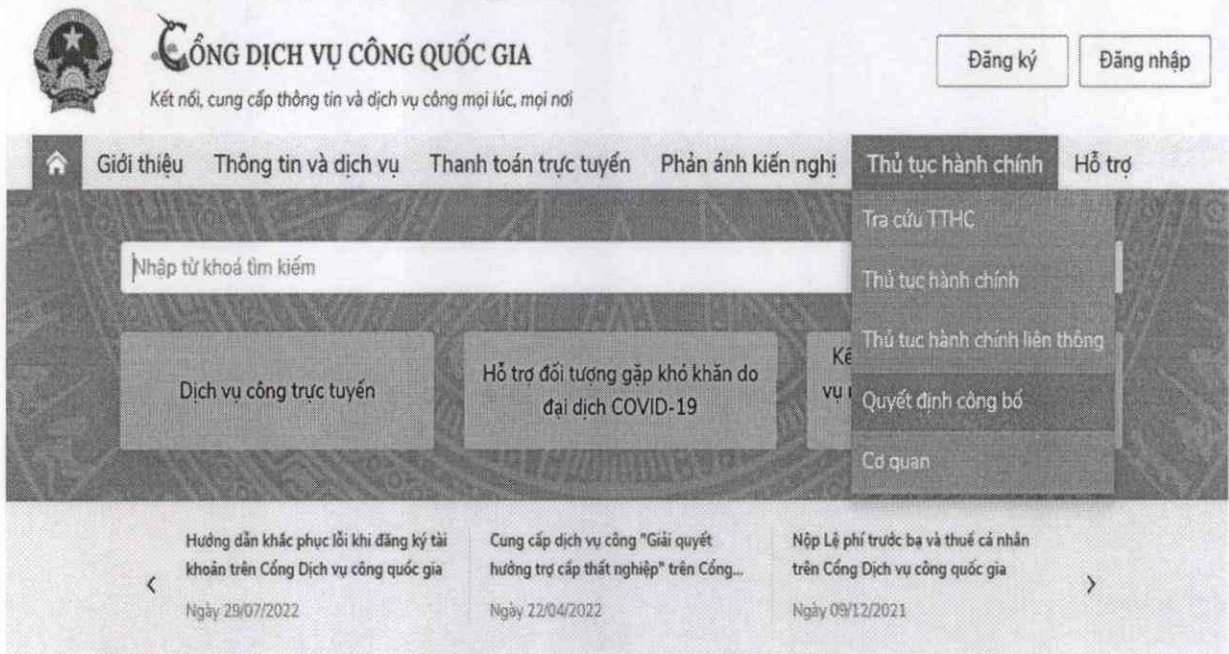 CỔNG DỊCH VỤ CÔNG QUỐC GIA
Kết nối, cung cấp thông tin và dịch vụ công mọi lúc, mọi nơi
Đăng ký
Đăng nhập
Giới thiệu
Thông tin và dịch vụ
Thanh toán trực tuyến
Phản ánh kiến nghị
Thủ tục hành chính
Hỗ trợ
Tra cứu TTHC
Thủ tục hành chính
Thủ tục hành chính liên thông
Quyết định công bố
Cơ quan
Nhập từ khoá tìm kiếm
Dịch vụ công trực tuyến
Hỗ trợ đối tượng gặp khó khăn do
đại dịch COVID-19
vụ
Hướng dẫn khắc phục lỗi khi đăng ký tài
khoản trên Cổng Dịch vụ công quốc gia
Ngày 29/07/2022
Cung cấp dịch vụ công "Giải quyết
hưởng trợ cấp thất nghiệp" trên Cổng...
Ngày 22/04/2022
Nộp Lệ phí trước bạ và thuế cá nhân
trên Cổng Dịch vụ công quốc gia
Ngày 09/12/2021